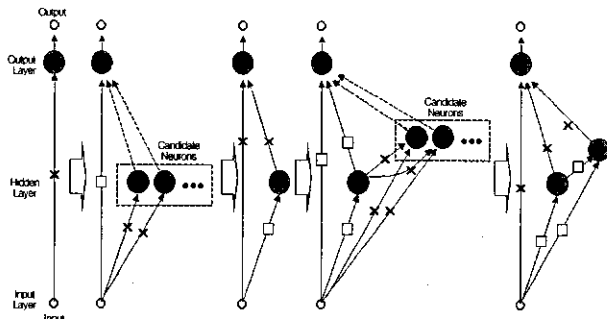 Output
Output
Layer
Candidate
Neurons
Candidate
Neurons
Hidden
Layer
Input
Layer
Input